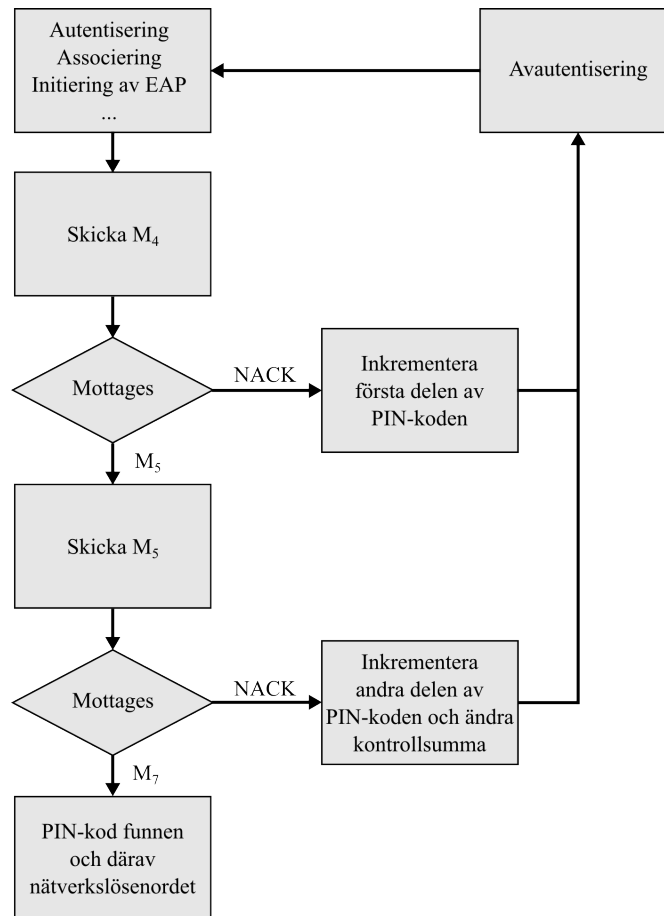 Autentisering
Associering
Initiering av EAP
...
Avautentisering
Skicka M₄
Mottages
NACK
Inkrementera
första delen av
PIN-koden
M₅
Skicka M₅
Mottages
NACK
Inkrementera
andra delen av
PIN-koden och ändra
kontrollsumma
M₇
PIN-kod funnen
och därav
nätverkslösenordet